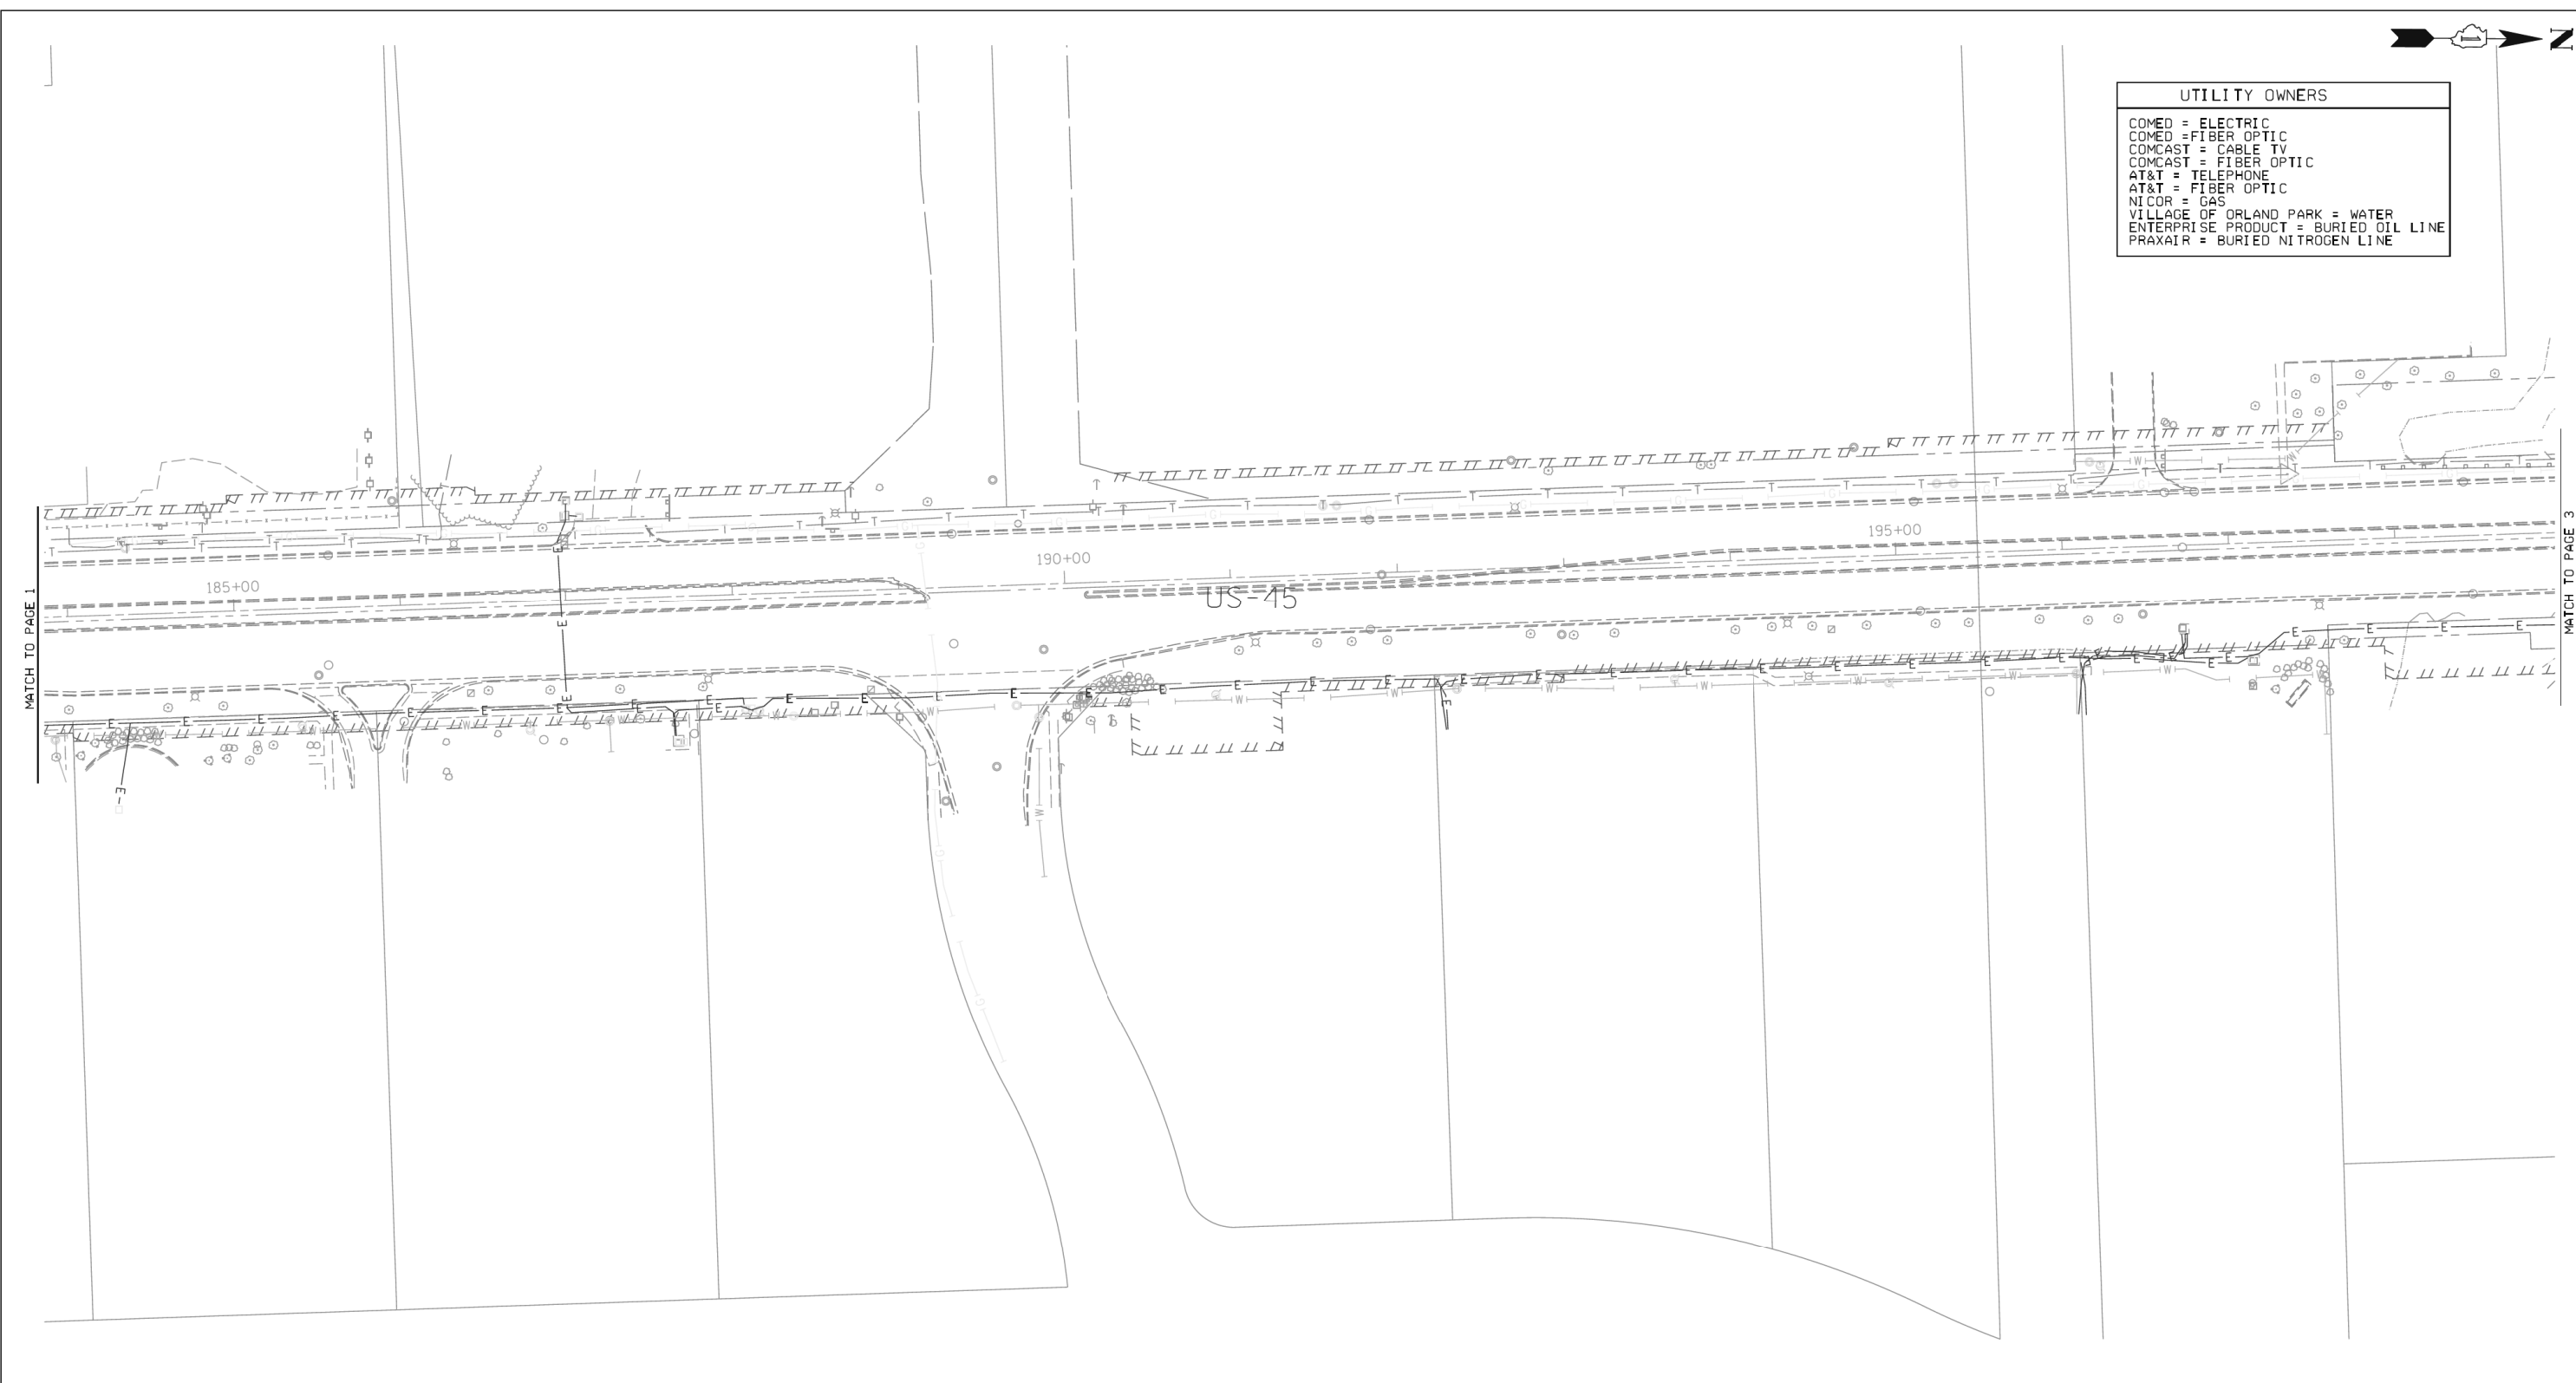 N
UTILITY OWNERS
COMED = ELECTRIC
COMED =FIBER OPTIC
COMCAST = CABLE TV
COMCAST = FIBER OPTIC
AT&T = TELEPHONE
AT&T = FIBER OPTIC
NICOR = GAS
VILLAGE OF ORLAND PARK = WATER
ENTERPRISE PRODUCT = BURIED OIL LINE
PRAXAIR = BURIED NITROGEN LINE
MATCH TO PAGE 1
185+00
190+00
195+00
US-45
MATCH TO PAGE 3